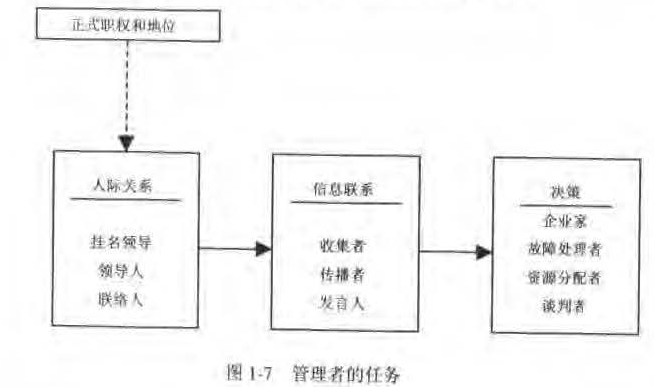 正式职权和地位
人际关系
挂名领导
领导人
联络人
信息联系
收集者
传播者
发言人
决策
企业家
故障处理者
资源分配者
谈判者
图 1-7 管理者的任务